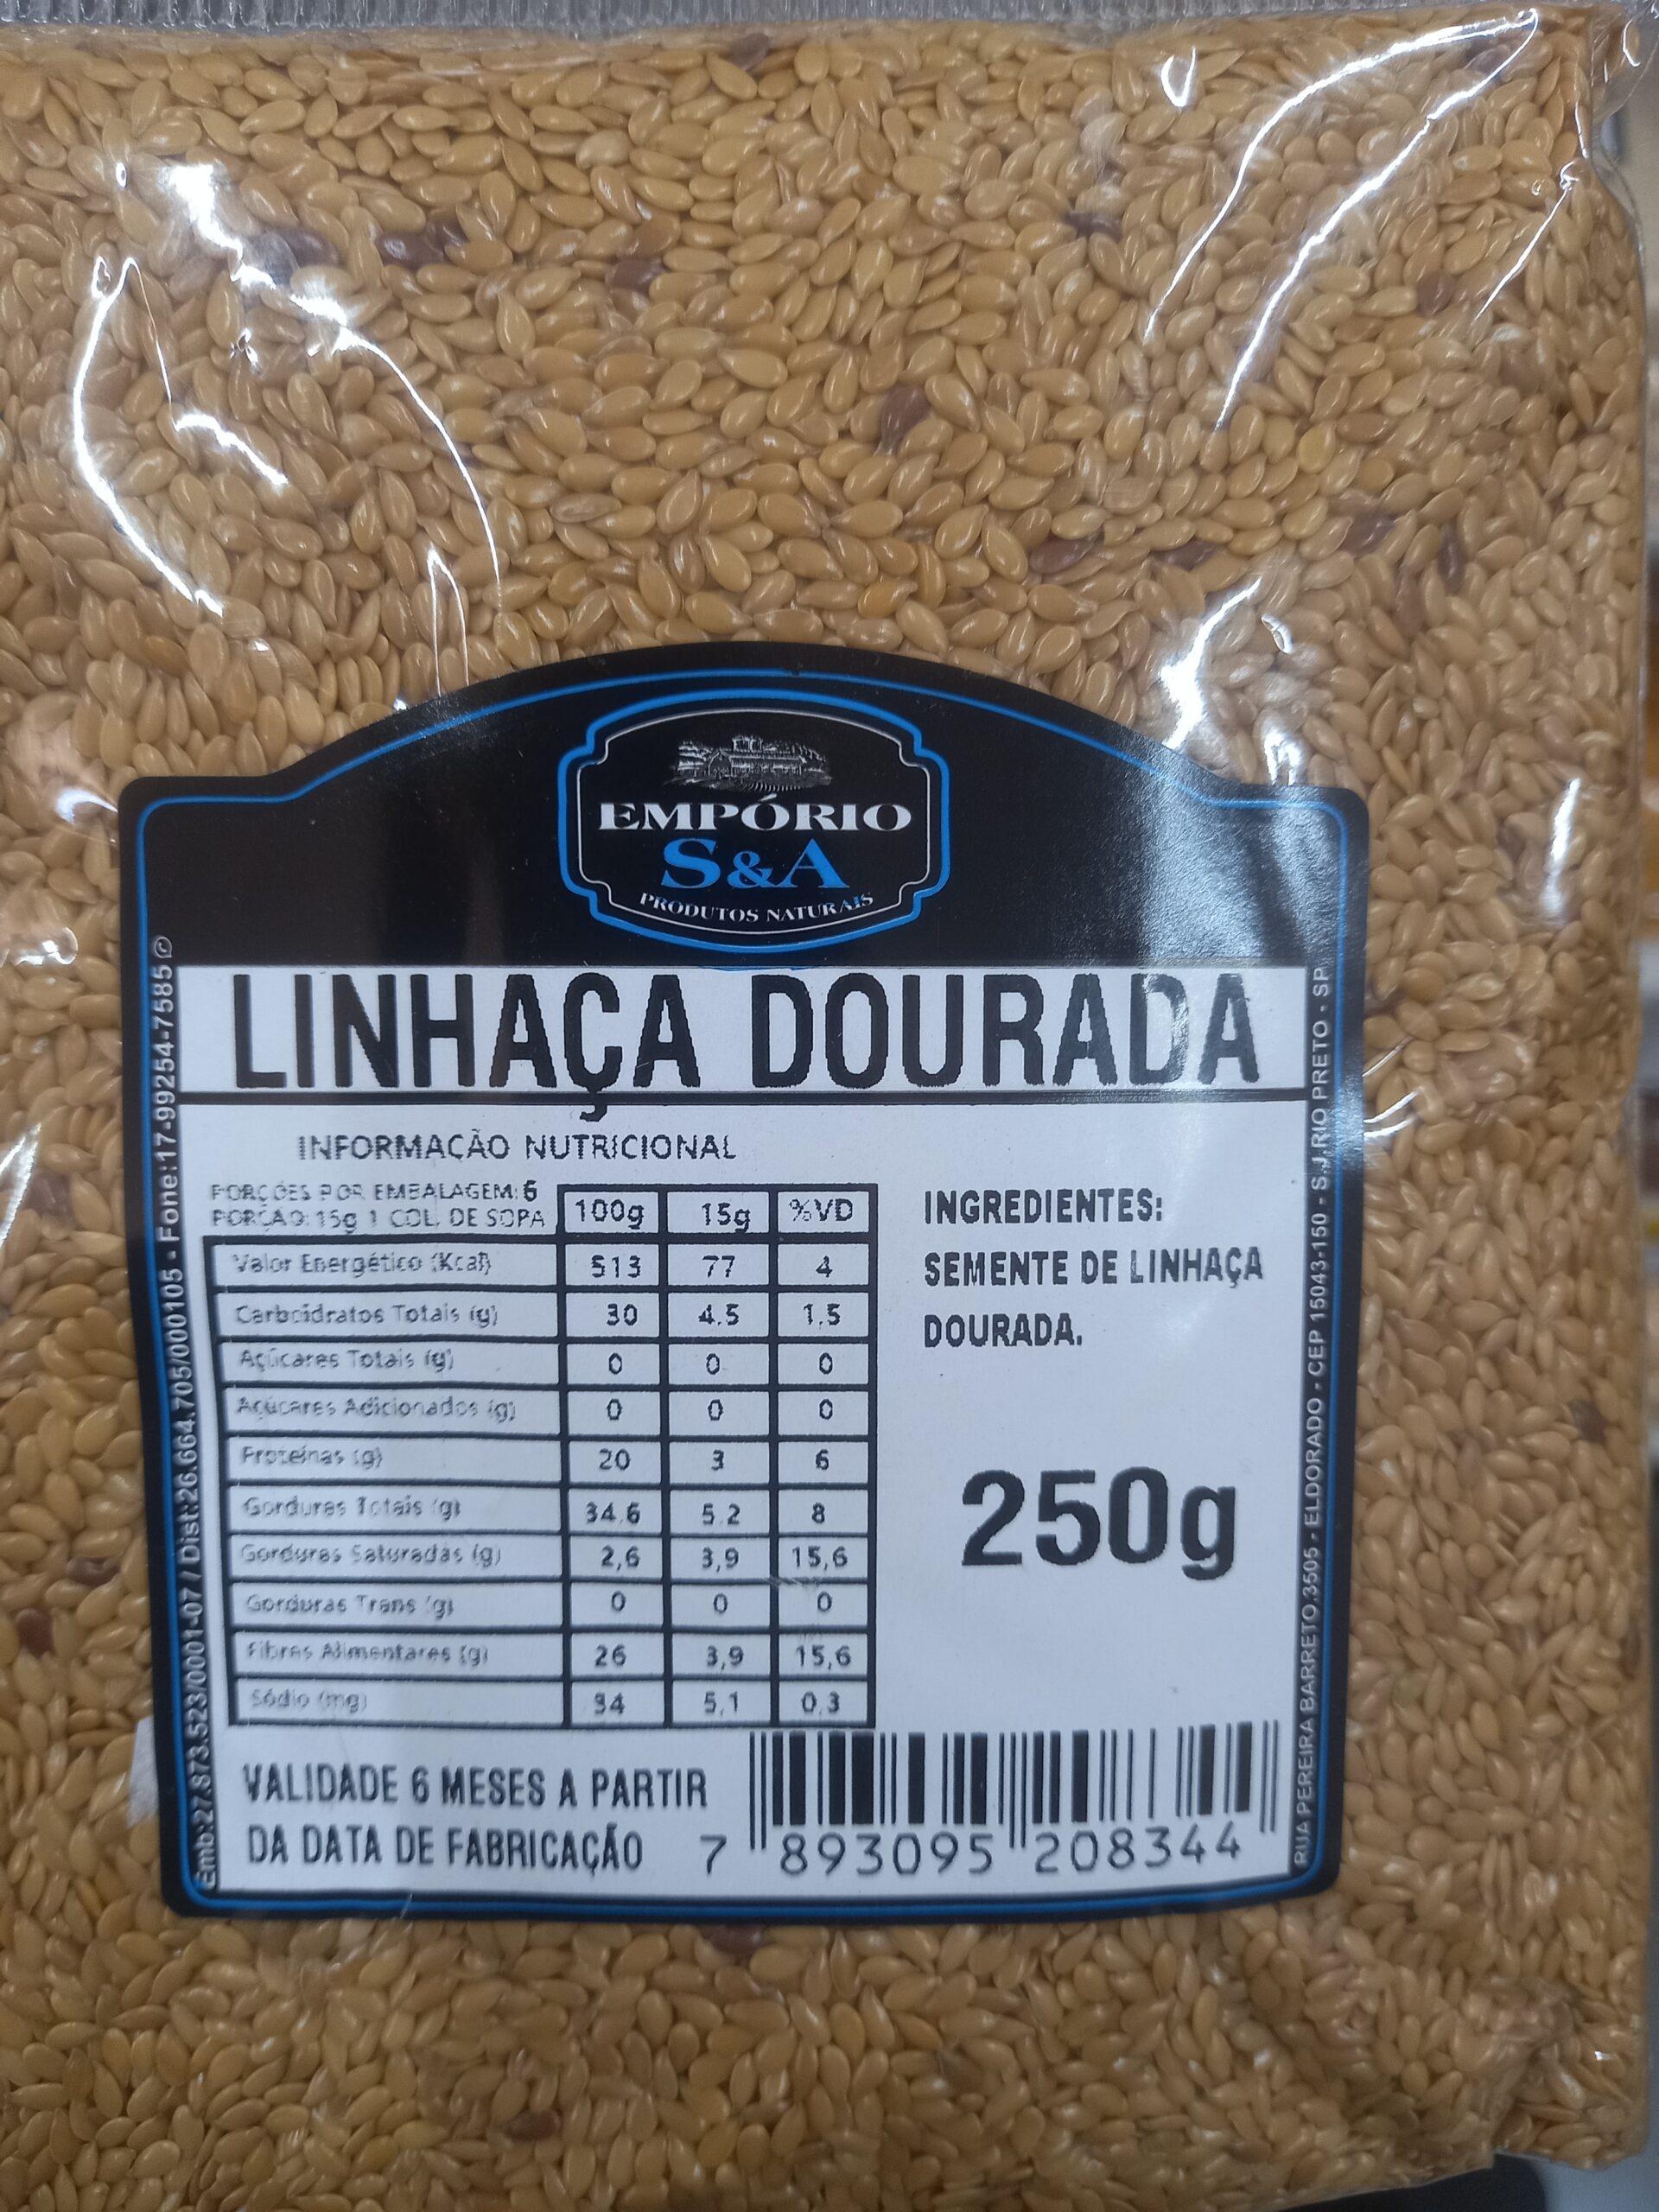 EMPÓRIO
S&A
PRODUTOS NATURAIS
LINHAÇA DOURADA
INFORMAÇÃO NUTRICIONAL
PORÇÕES POR EMBALAGEM: 6
PORÇÃO: 15g 1 COL. DE SOPA
100g 15g %VD
Valor Energético (Kcal) 513 77 4
Carboidratos Totais (g) 30 4.5 1.5
Açúcares Totais (g) 0 0 0
Açúcares Adicionados (g) 0 0 0
Proteínas (g) 20 3 6
Gorduras Totais (g) 34.6 5.2 8
Gorduras Saturadas (g) 2,6 3,9 15,6
Gorduras Trans (g) 0 0 0
Fibras Alimentares (g) 26 3,9 15,6
Sódio (mg) 34 5,1 0,3
INGREDIENTES:
SEMENTE DE LINHAÇA
DOURADA.
250g
VALIDADE 6 MESES A PARTIR
DA DATA DE FABRICAÇÃO
7 893095 208344
Emb:27.873.523/0001-07 / Dist:26.664.705/000105 - Fone:17-99254-7585 ©
RUA PEREIRA BARRETO,3505 - ELDORADO - CEP 15043-150 - S.J.RIO PRETO - SP